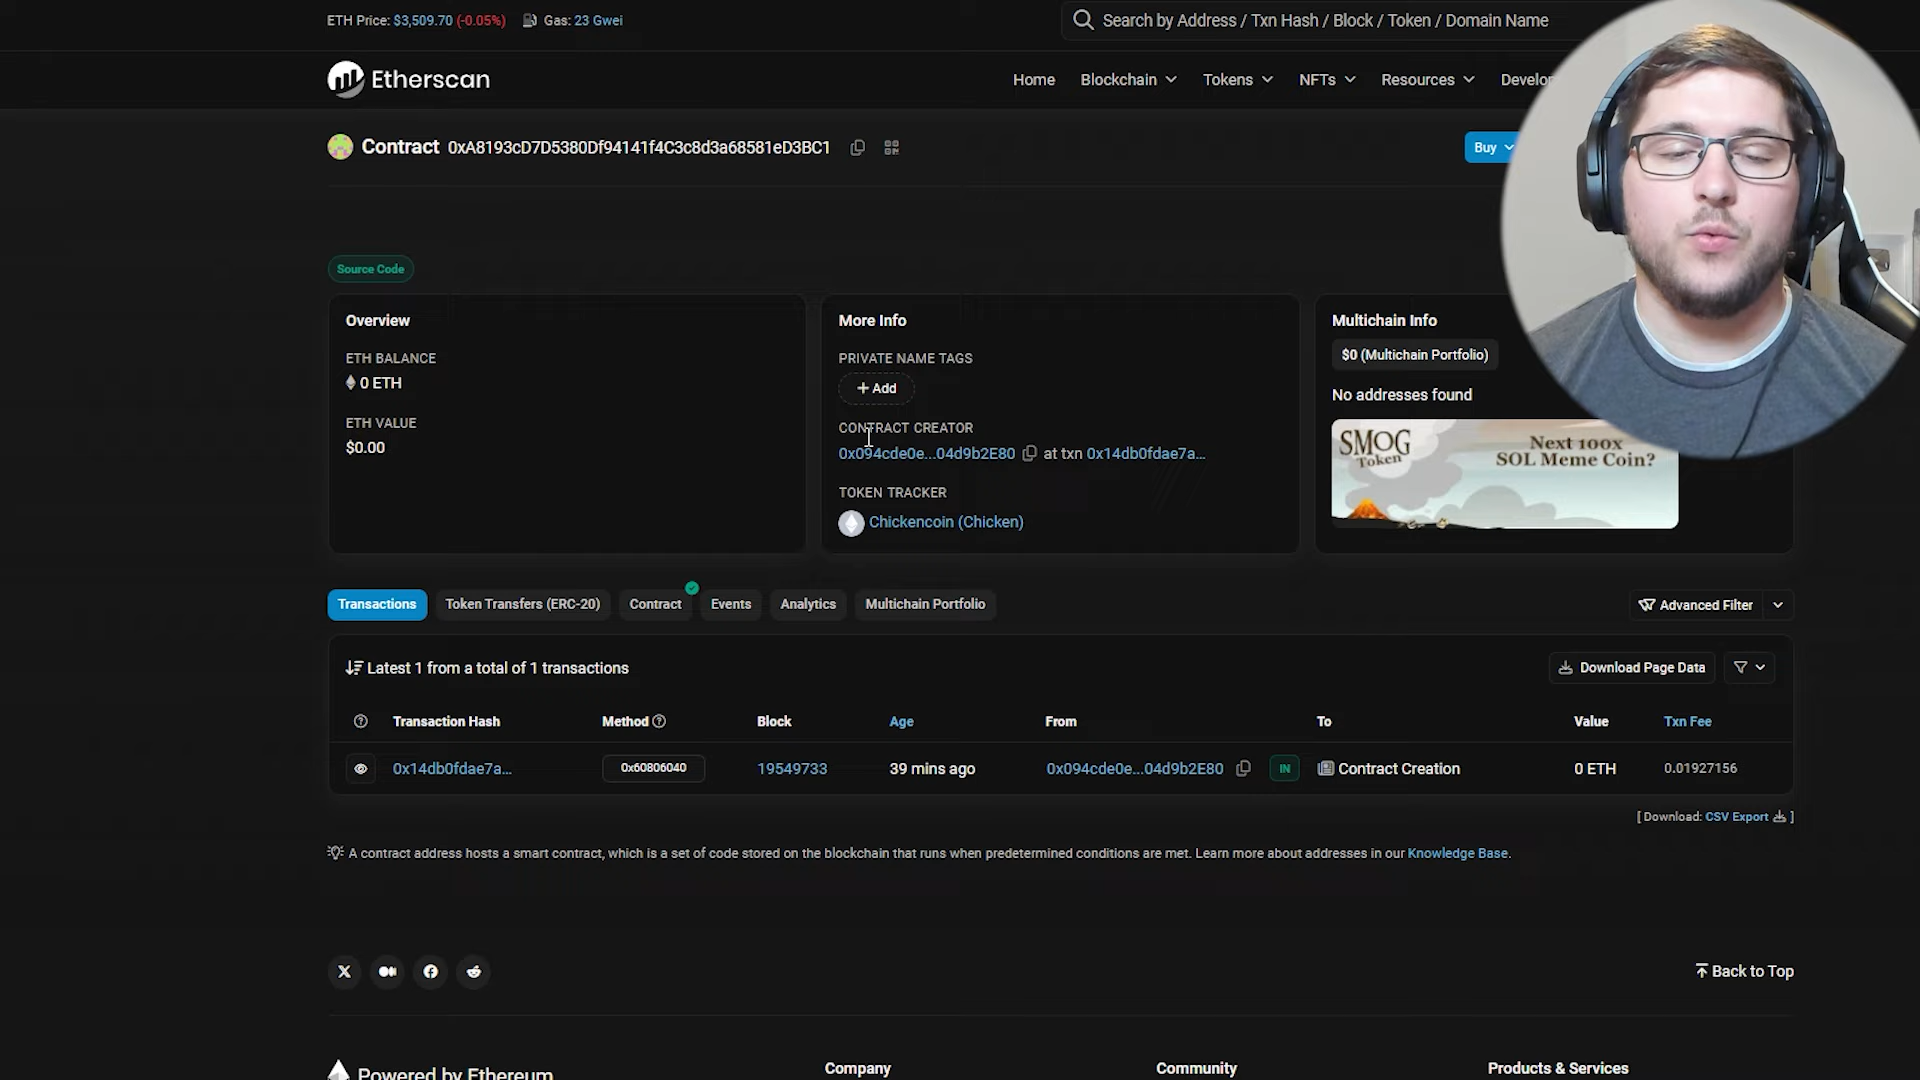 ETH Price: $3,509.70 (-0.05%) Gas: 23 Gwei
Search by Address / Txn Hash / Block / Token / Domain Name
Etherscan
Home Blockchain Tokens NFTs Resources Develop
Contract 0xA8193cD7D5380Df94141f4C3c8d3a68581eD3BC1
Buy
Source Code
Overview
ETH BALANCE
0 ETH
ETH VALUE
$0.00
More Info
PRIVATE NAME TAGS
+ Add
CONTRACT CREATOR
0x094cde0e...04d9b2E80 at txn 0x14db0fdae7a...
TOKEN TRACKER
Chickencoin (Chicken)
Multichain Info
$0 (Multichain Portfolio)
No addresses found
SMOG
Token
Next 100x
SOL Meme Coin?
Transactions Token Transfers (ERC-20) Contract Events Analytics Multichain Portfolio
Advanced Filter
Latest 1 from a total of 1 transactions
Download Page Data
Transaction Hash Method Block Age From To Value Txn Fee
0x14db0fdae7a... 0x60806040 19549733 39 mins ago 0x094cde0e...04d9b2E80 IN Contract Creation 0 ETH 0.01927156
[ Download: CSV Export ]
A contract address hosts a smart contract, which is a set of code stored on the blockchain that runs when predetermined conditions are met. Learn more about addresses in our Knowledge Base.
Back to Top
Powered by Ethereum
Company
Community
Products & Services